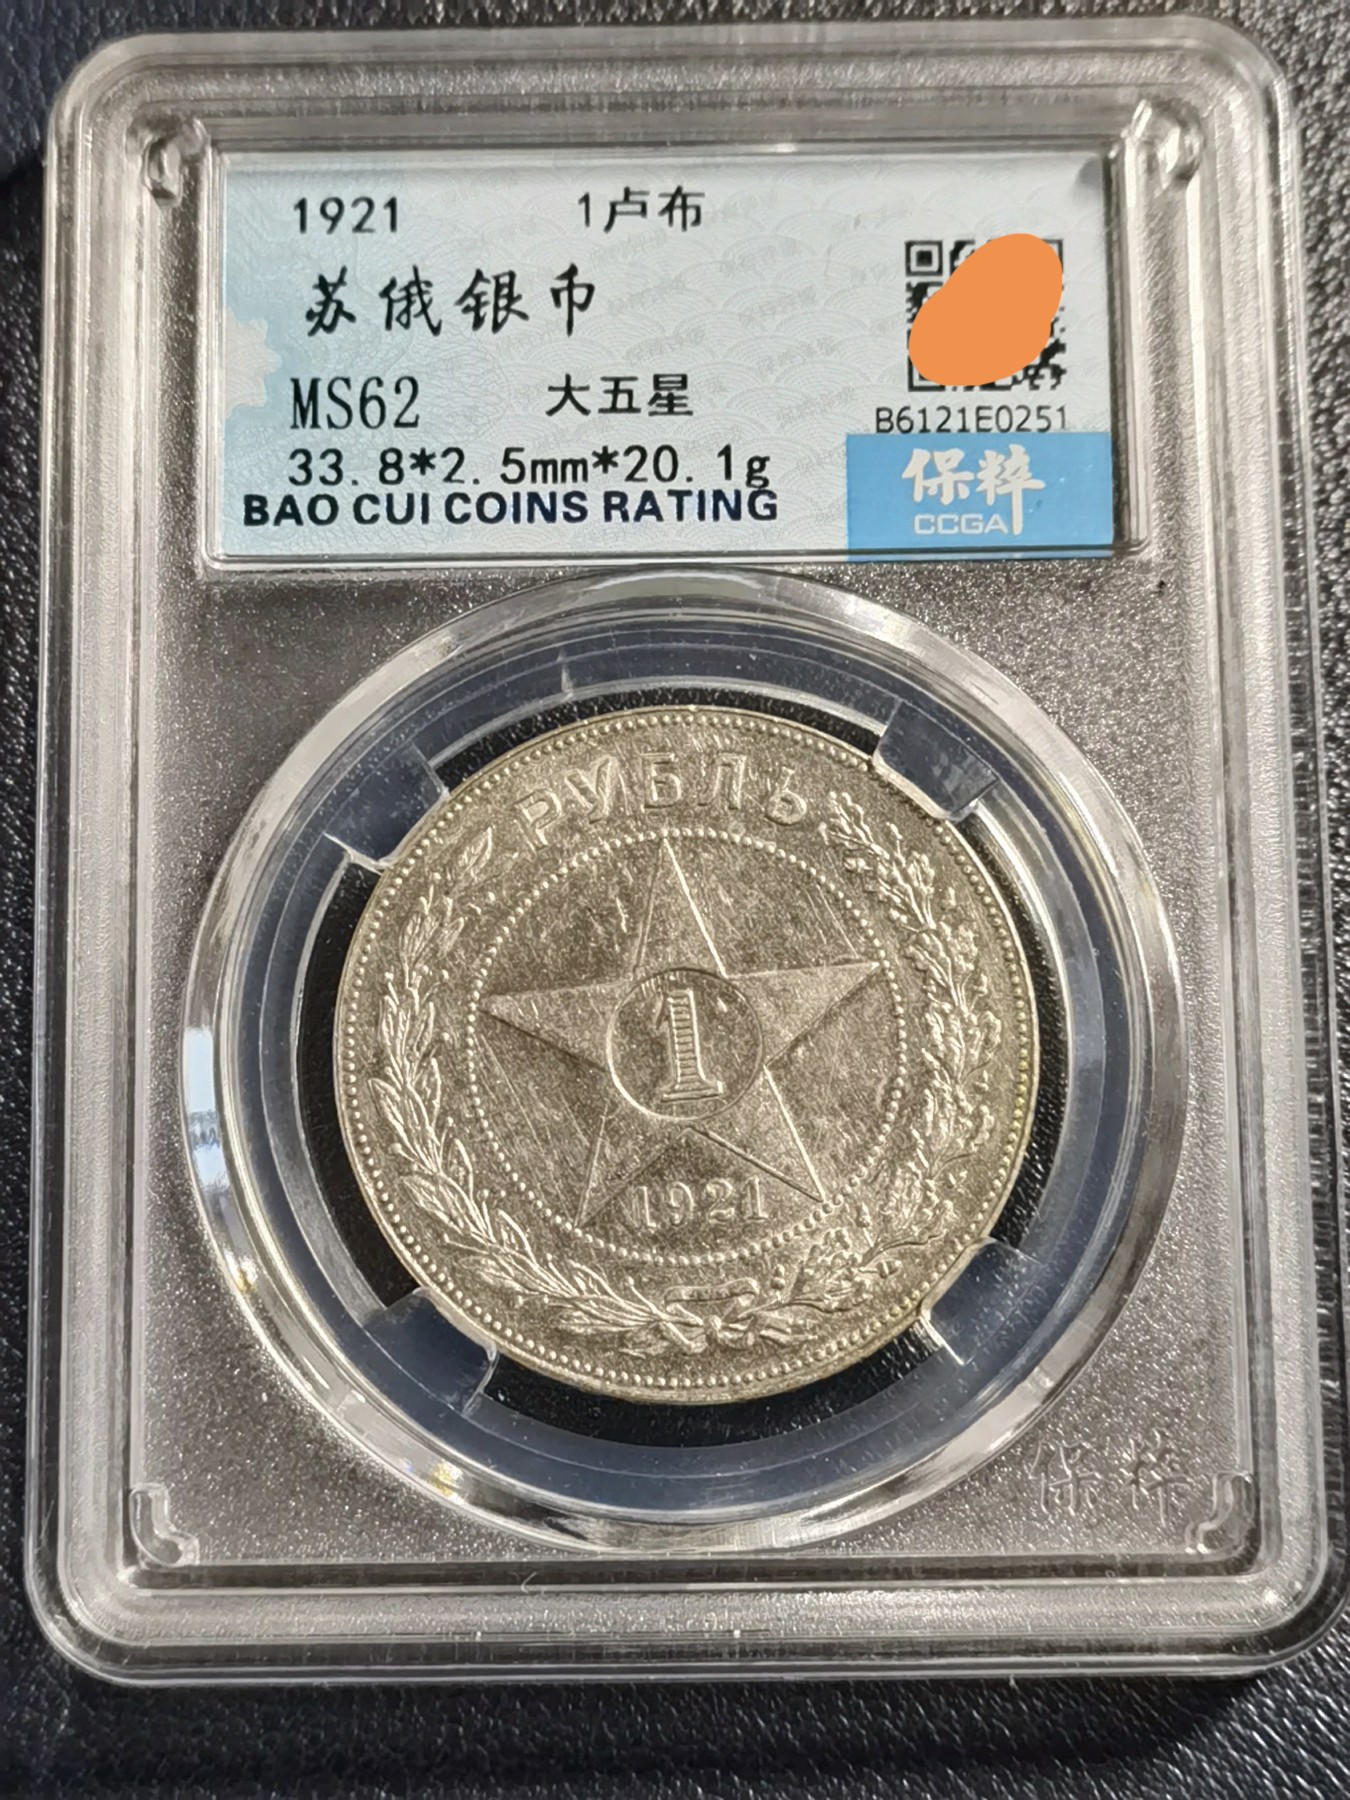 1921 1卢布
苏俄银币
MS62 大五星
B6121E0251
33.8*2.5mm*20.1g
BAO CUI COINS RATING
保粹
CCGA
РУБЛЬ
1
1921
保粹